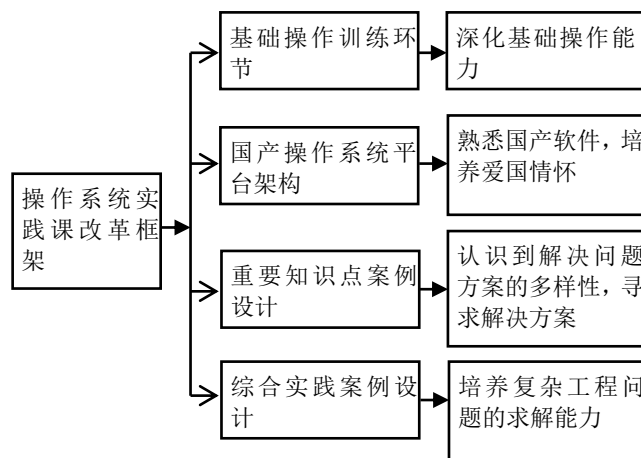 基础操作训练环
节
深化基础操作能
力
国产操作系统平
台架构
熟悉国产软件，培
养爱国情怀
操作系统实
践课改革框
架
重要知识点案例
设计
认识到解决问题
方案的多样性，寻
求解决方案
综合实践案例设
计
培养复杂工程问
题的求解能力